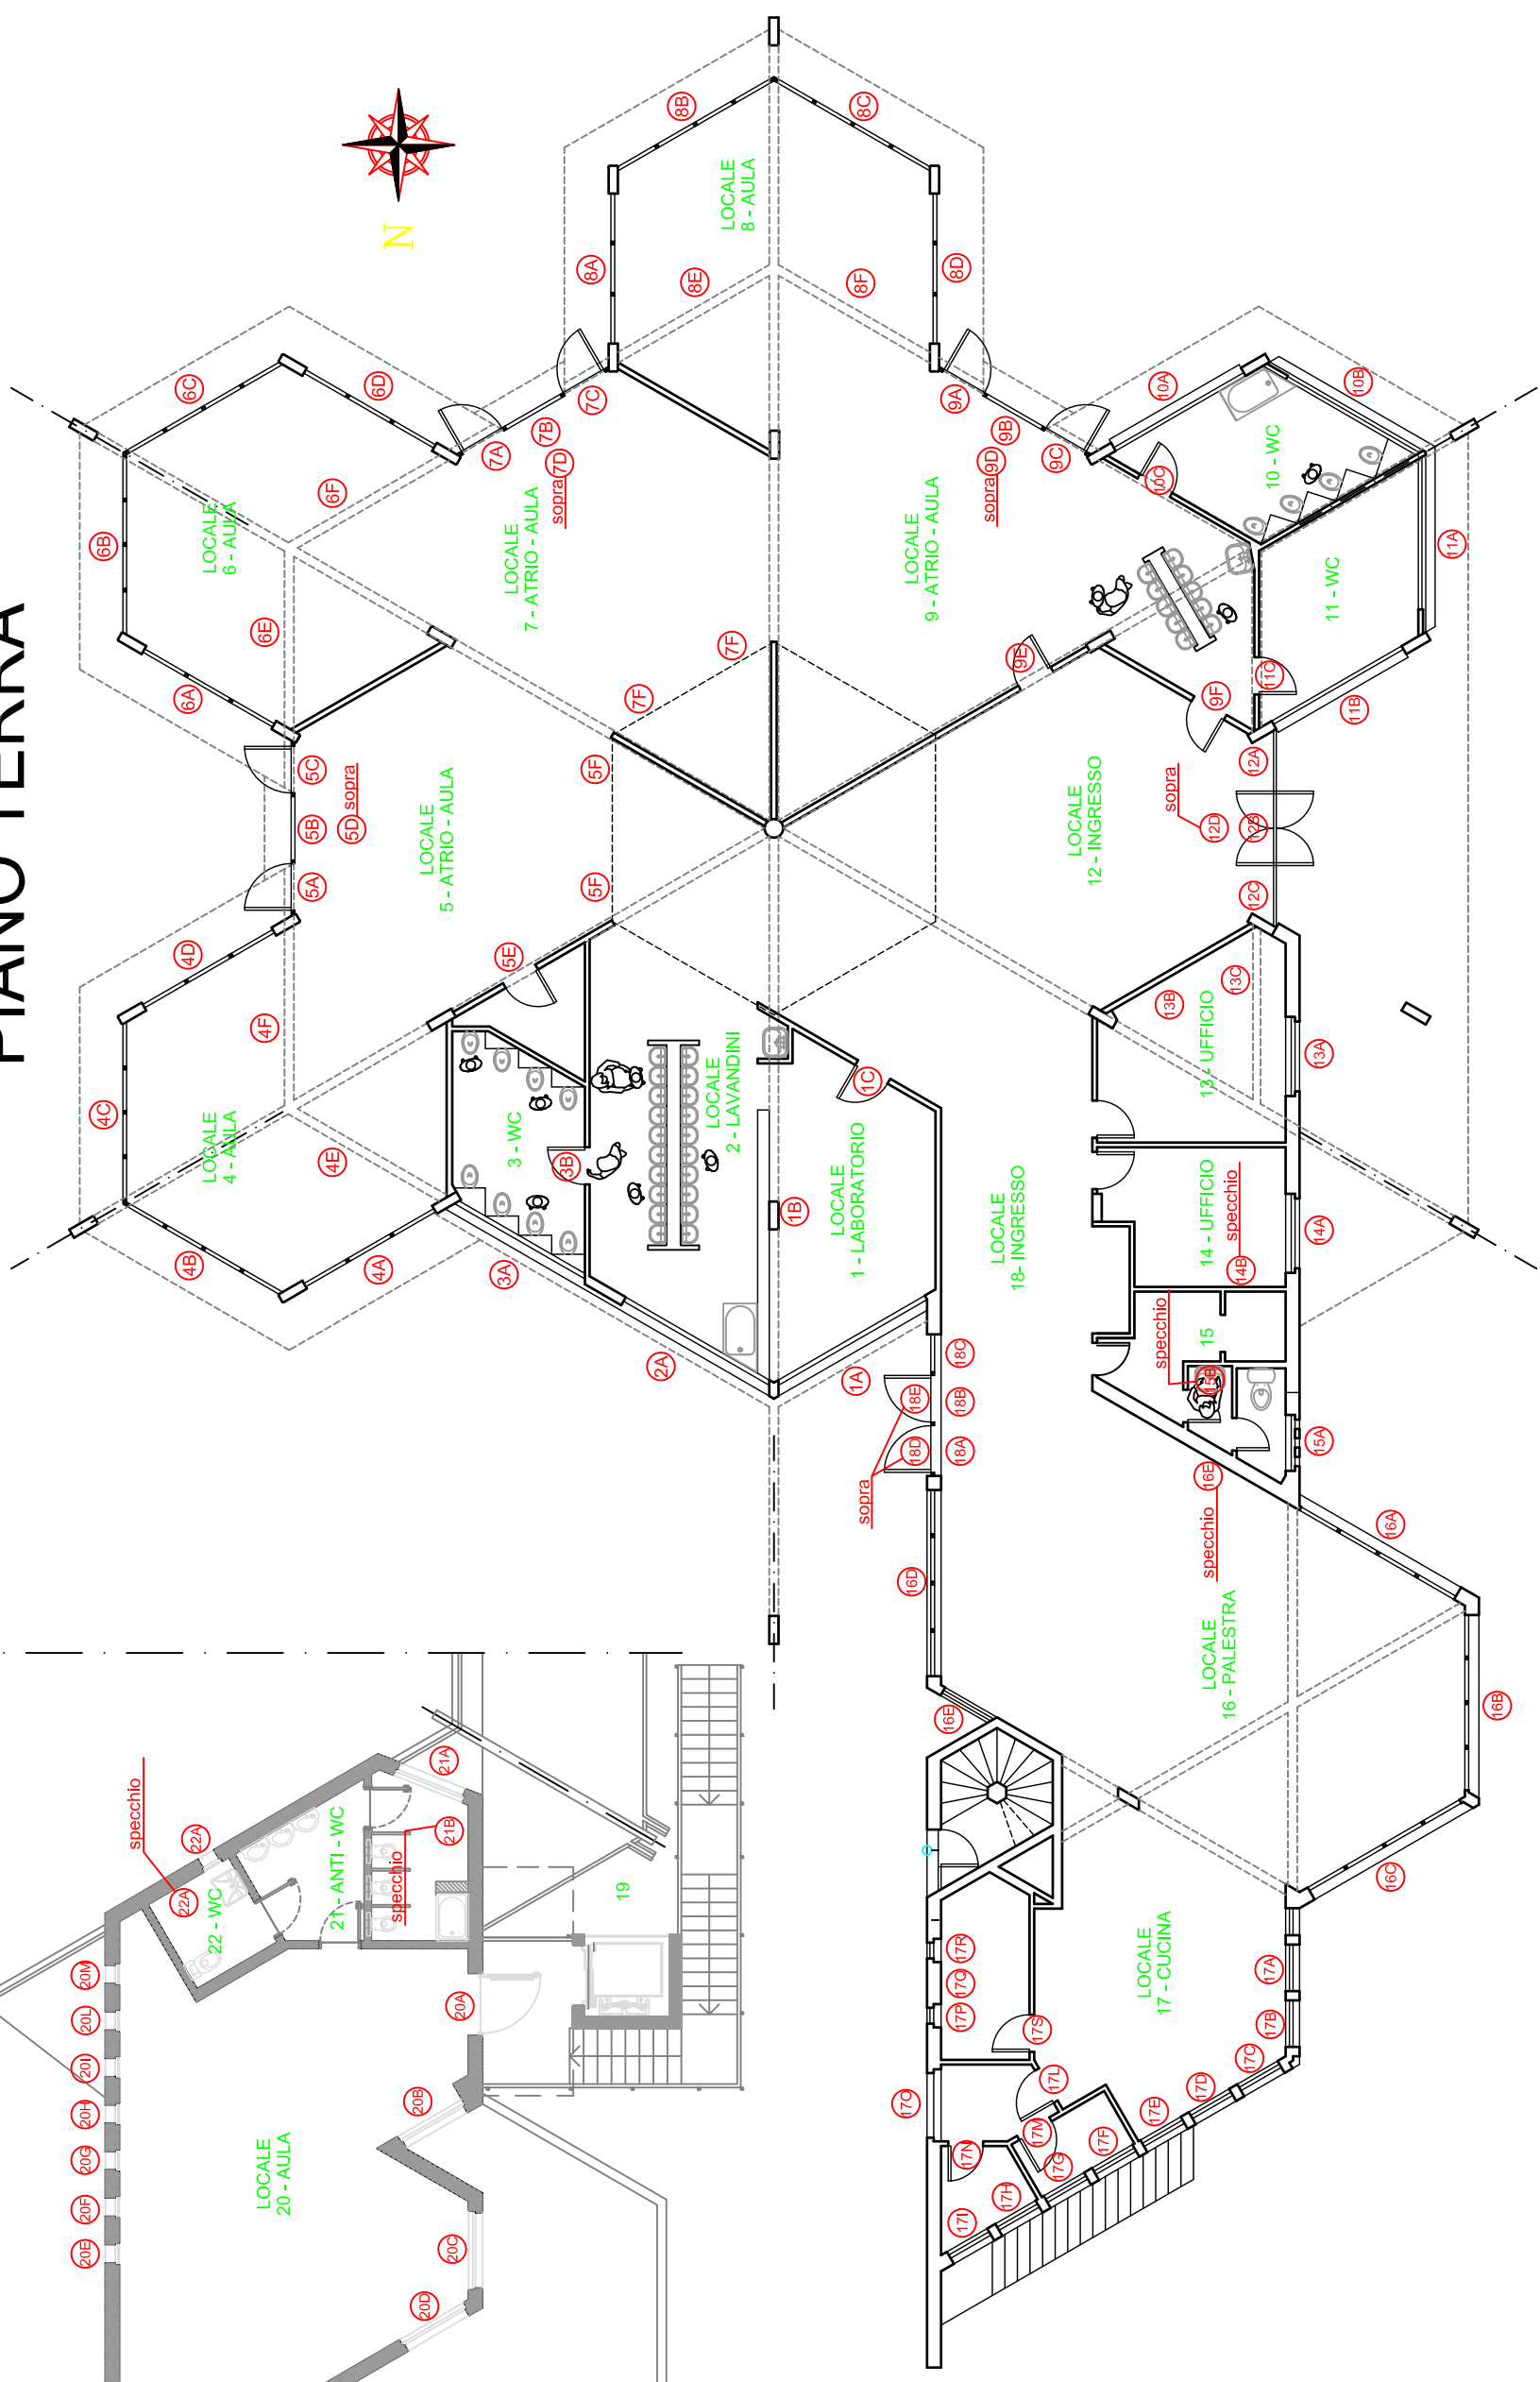 PIANO TERRA
N
LOCALE
8 - AULA
8A
8B
8C
8D
8E
8F
LOCALE
6 - AULA
6A
6B
6C
6D
6E
6F
LOCALE
7 - ATRIO - AULA
7A
7B
7C
sopra 7D
7F
7F
LOCALE
9 - ATRIO - AULA
9A
9B
9C
sopra 9D
9E
9F
10 - WC
10A
10B
10C
11 - WC
11A
11B
11C
LOCALE
5 - ATRIO - AULA
5A
5B
5C
5D sopra
5E
5F
5F
LOCALE
12 - INGRESSO
12A
12B
12C
12D
sopra
LOCALE
4 - AULA
4A
4B
4C
4D
4E
4F
3 - WC
3A
3B
LOCALE
2 - LAVANDINI
2A
LOCALE
1 - LABORATORIO
1A
1B
1C
LOCALE
18- INGRESSO
18A
18B
18C
18D
18E
sopra
13 - UFFICIO
13A
13B
13C
14 - UFFICIO
specchio
14A
14B
15
specchio
15A
15B
LOCALE
16 - PALESTRA
16A
16B
16C
16D
16E
16E
specchio
LOCALE
17 - CUCINA
17A
17B
17C
17D
17E
17F
17G
17H
17I
17L
17M
17N
17O
17P
17Q
17R
17S
19
LOCALE
20 - AULA
20A
20B
20C
20D
20E
20F
20G
20H
20I
20L
20M
21 - ANTI - WC
21A
21B
specchio
22 - WC
22A
22A
specchio